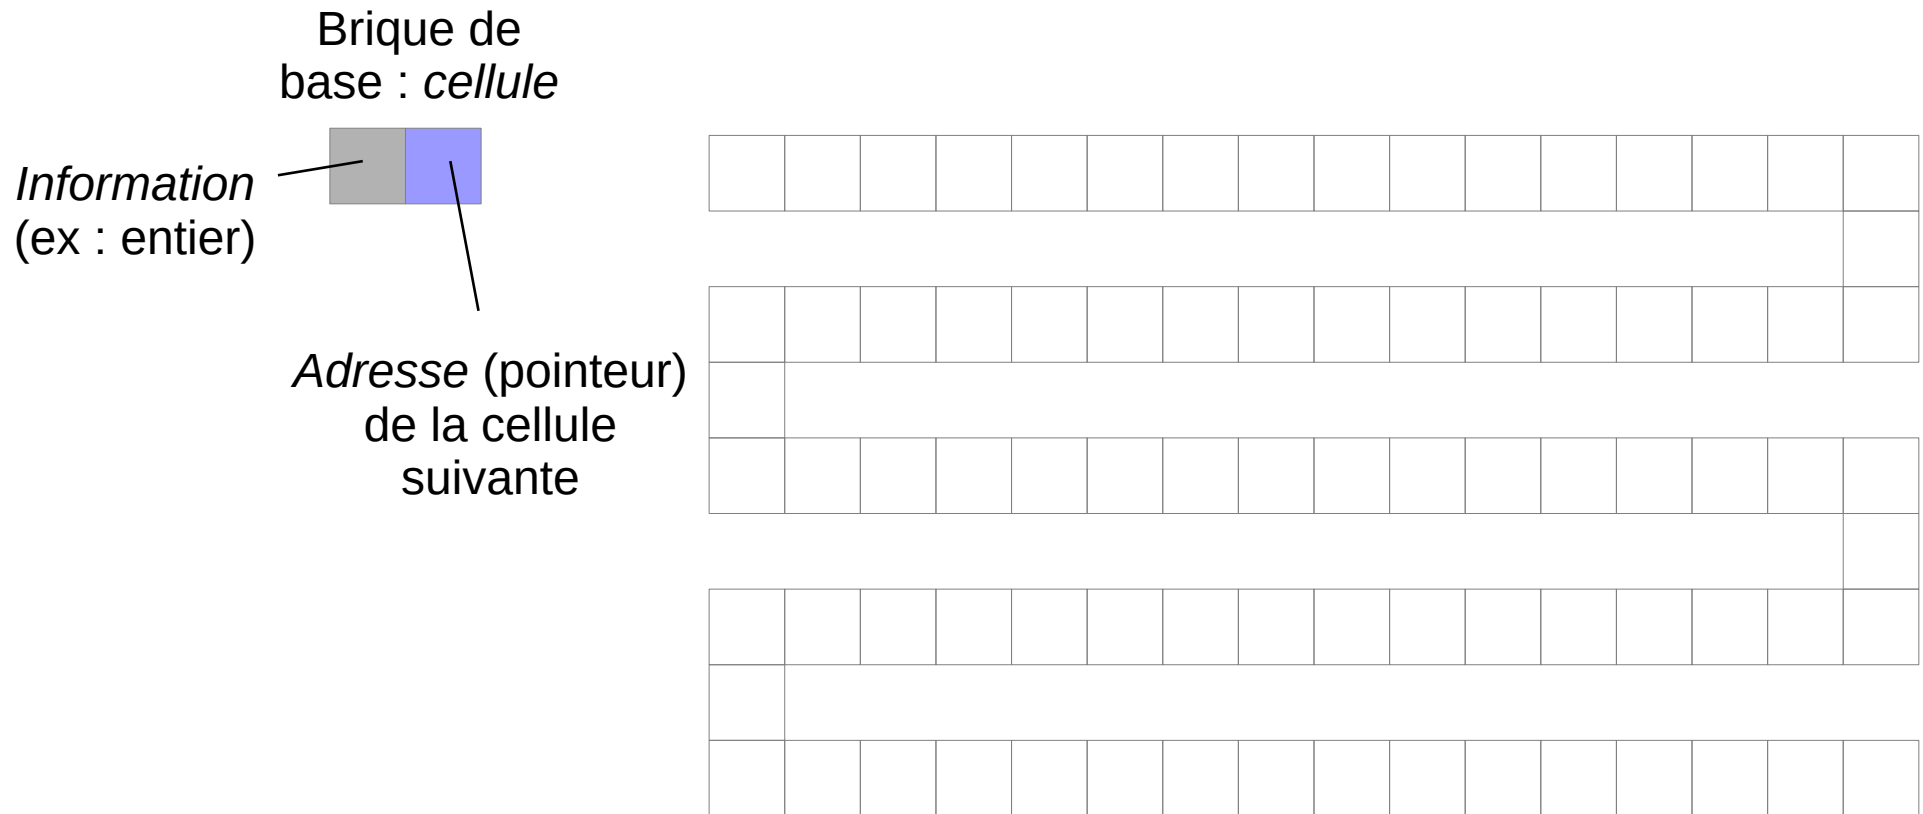 Brique de
base : cellule
Information
(ex : entier)
Adresse (pointeur)
de la cellule
suivante